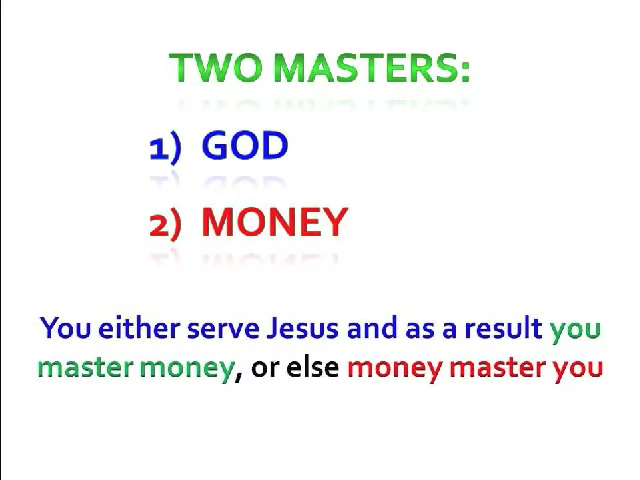 TWO MASTERS:
1) GOD
2) MONEY
You either serve Jesus and as a result you
master money, or else money master you